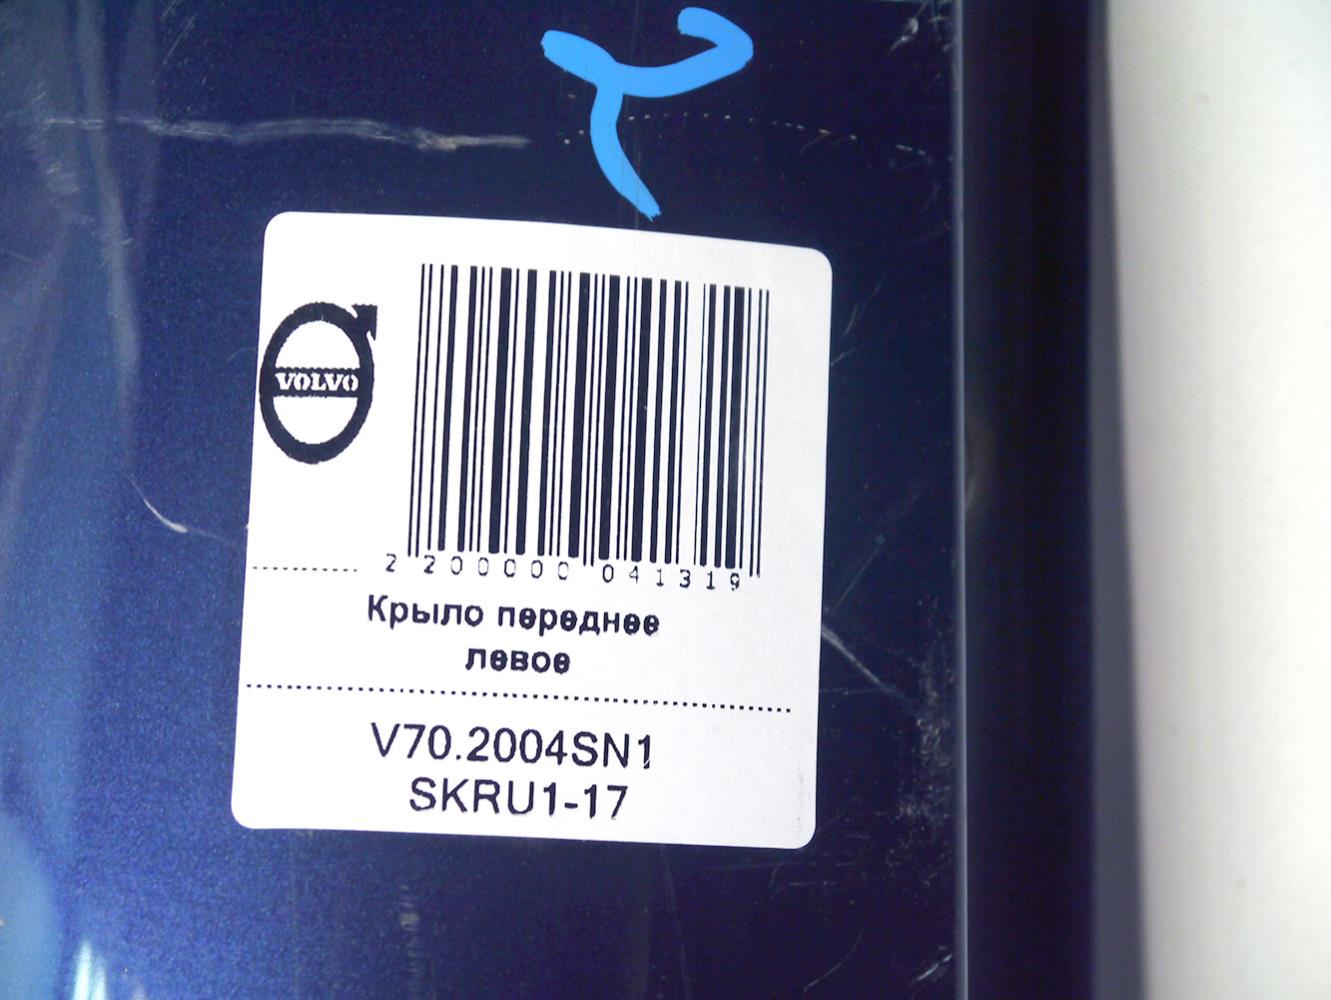 VOLVO
2 200000 041319
Крыло переднее
левое
V70.2004SN1
SKRU1-17